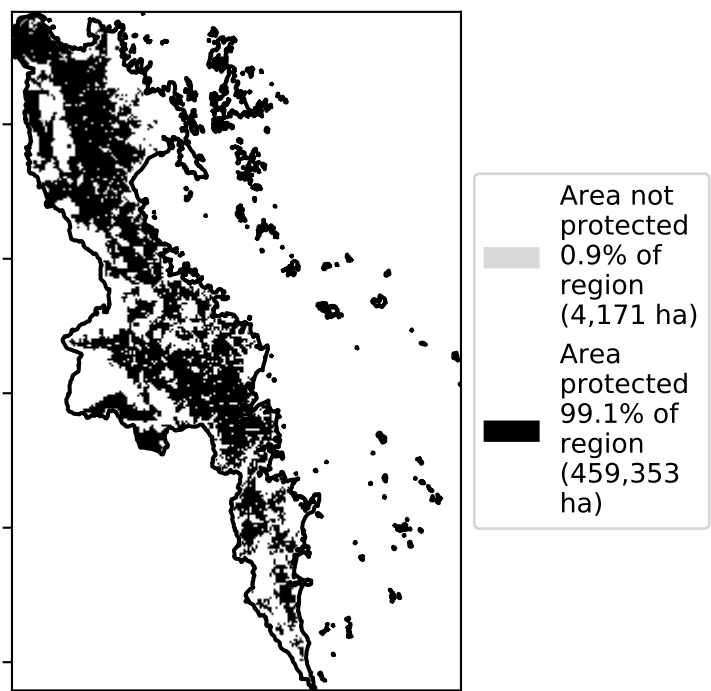 Area not
protected
0.9% of
region
(4,171 ha)
Area
protected
99.1% of
region
(459,353
ha)